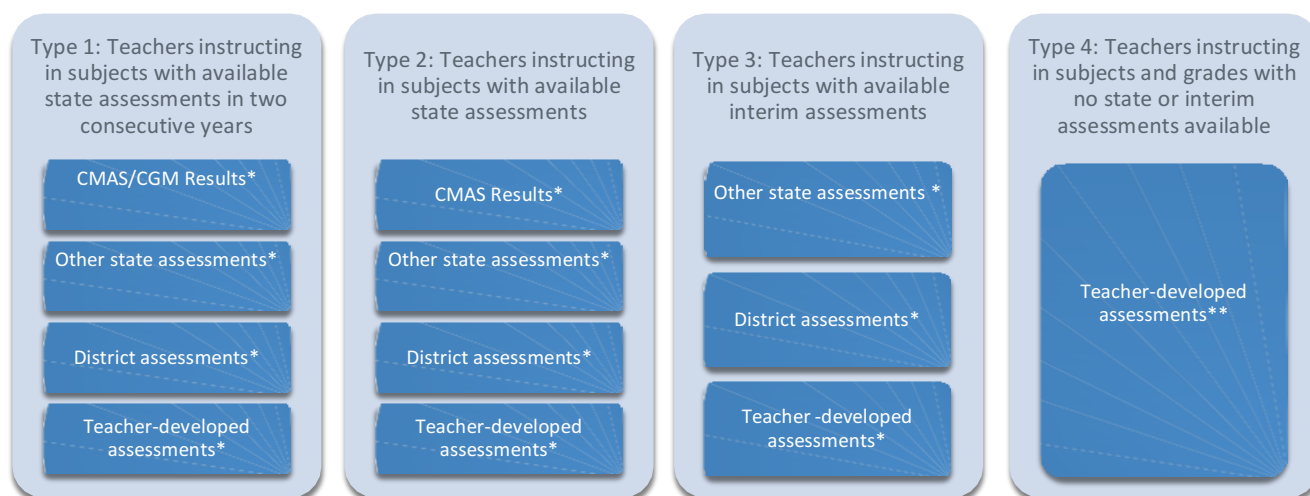 Type 1: Teachers instructing
in subjects with available
state assessments in two
consecutive years
CMAS/CGM Results*
Other state assessments*
District assessments*
Teacher-developed
assessments*
Type 2: Teachers instructing
in subjects with available
state assessments
CMAS Results*
Other state assessments*
District assessments*
Teacher-developed
assessments*
Type 3: Teachers instructing
in subjects with available
interim assessments
Other state assessments *
District assessments*
Teacher -developed
assessments*
Type 4: Teachers instructing
in subjects and grades with
no state or interim
assessments available
Teacher-developed
assessments**